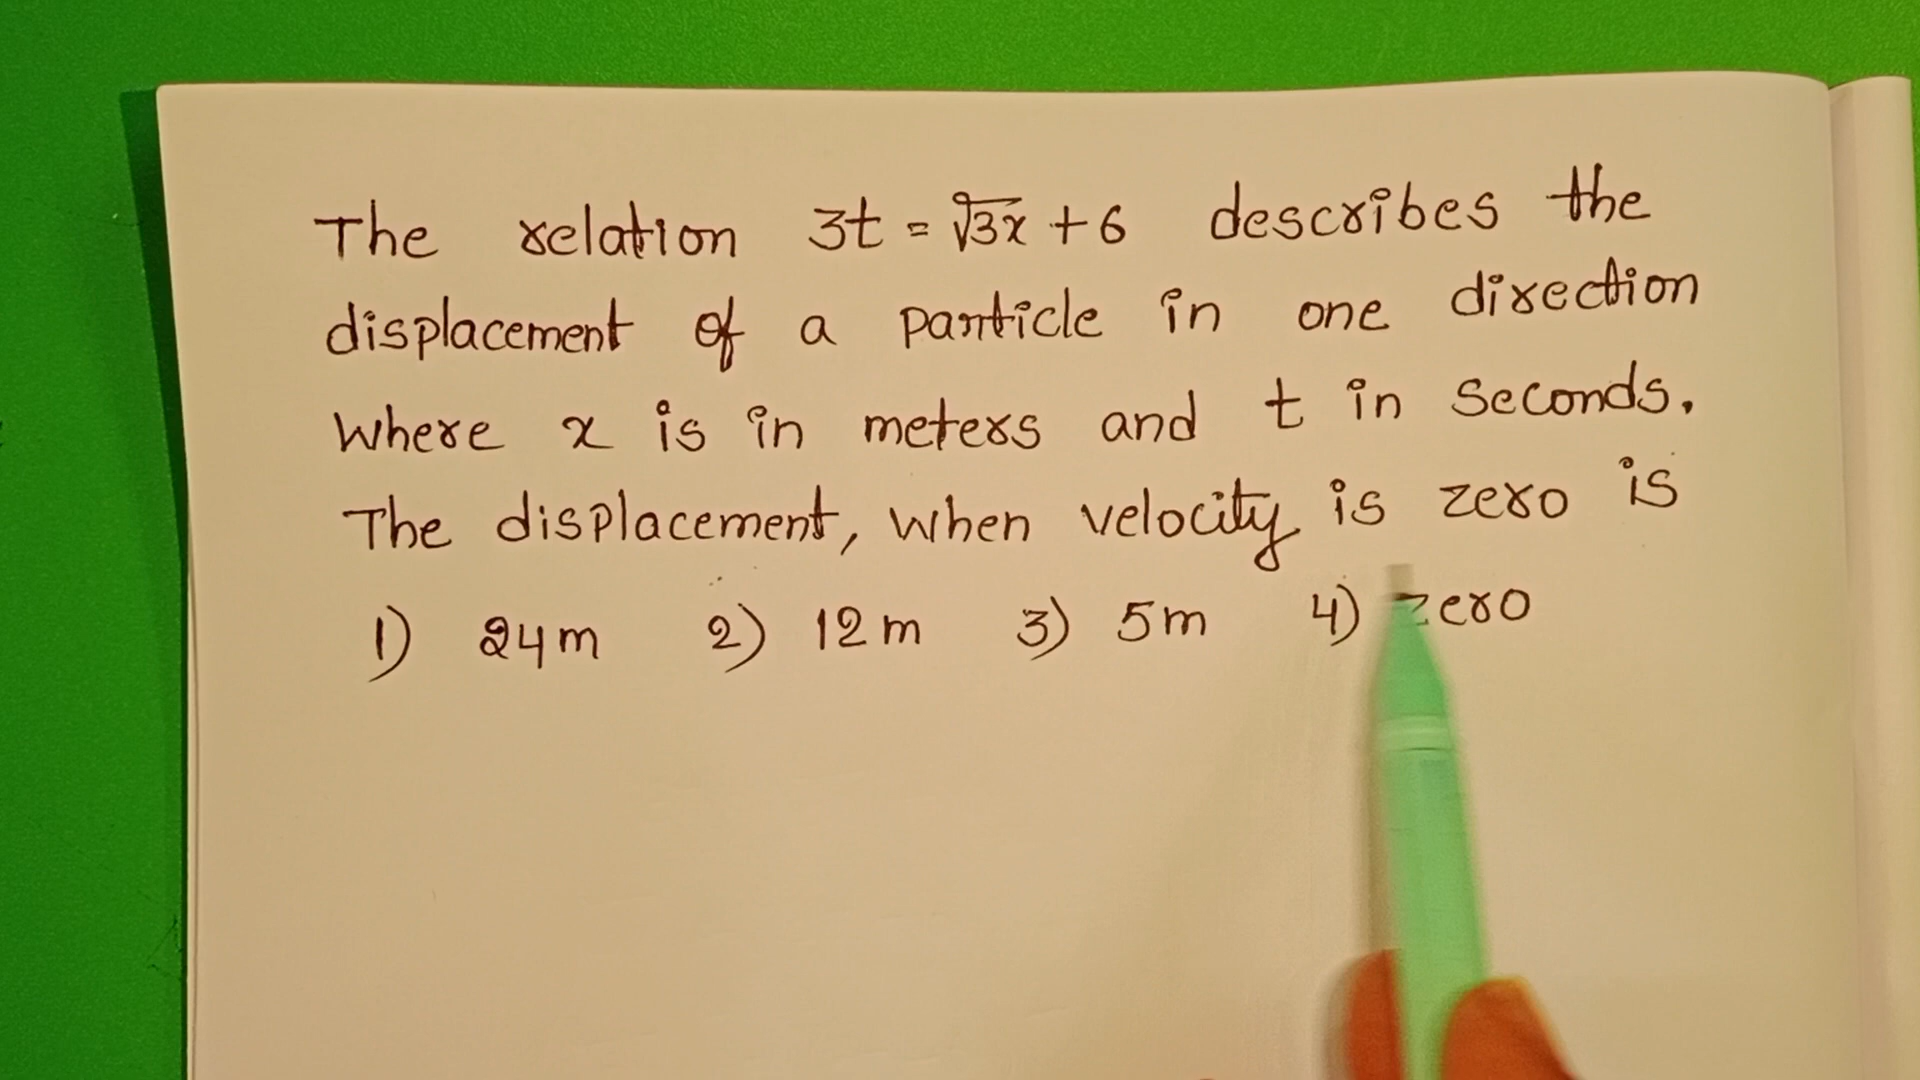 The relation 3t = √3x + 6 describes the
displacement of a particle in one direction
where x is in meters and t in seconds.
The displacement, when velocity is zero is
1) 24m 2) 12m 3) 5m 4) zero